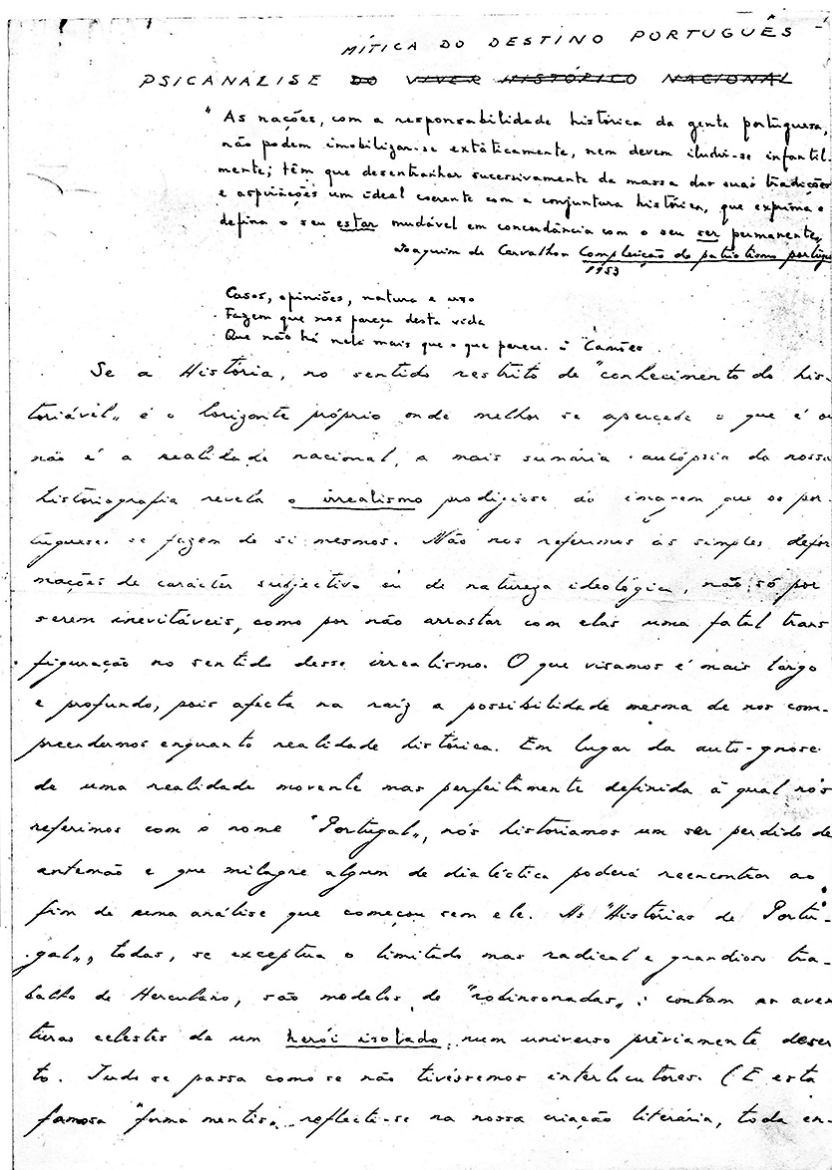 MÍTICA DO DESTINO PORTUGUÊS
PSICANALISE DO VIVER HISTÓRICO NACIONAL
"As nações, com a responsabilidade histórica da gente portuguesa,
não podem imobilizar-se extàticamente, nem devem iludir-se infantil-
mente; têm que desentranhar sucessivamente da massa das suas tradições
e aspirações um ideal coerente com a conjuntura histórica, que exprima e
defina o seu estar mudável em concordância com o seu ser permanente„
Joaquim de Carvalho Compleição do patriotismo portugu
1953
Casos, opiniões, natura e uso
Fazem que nos pareça desta vida
Que não há nela mais que o que parece. - Camões
Se a História, no sentido restrito de "conhecimento do his-
toriável„ é o horizonte próprio onde melhor se apercebe o que é ou
não é a realidade nacional, a mais sumária autópsia da nossa
historiografia revela o irrealismo prodigioso da imagem que os por-
tugueses se fazem de si mesmos. Não nos referimos às simples defor
mações de carácter subjectivo ou de natureza ideológica, não só por
serem inevitáveis, como por não arrastar com elas uma fatal trans
figuração no sentido desse irrealismo. O que visamos é mais largo
e profundo, pois afecta na raíz a possibilidade mesma de nos com-
preendermos enquanto realidade histórica. Em lugar da auto-gnose
de uma realidade movente mas perfeitamente definida à qual nós
referimos com o nome "Portugal„, nós historiamos um ser perdido de
antemão e que milagre algum de dialéctica poderá reencontrar ao
fim de uma análise que começou sem ele. As "Histórias de Portu-
gal„, todas, se exceptua o limitado mas radical e grandioso tra-
balho de Herculano, são modelos de "robinsonadas„: contam as aven
turas celestes de um herói isolado, num universo prèviamente deser
to. Tudo se passa como se não tivéssemos interlocutores. (E esta
famosa "forma mentis„ reflecte-se na nossa criação literária, toda en-